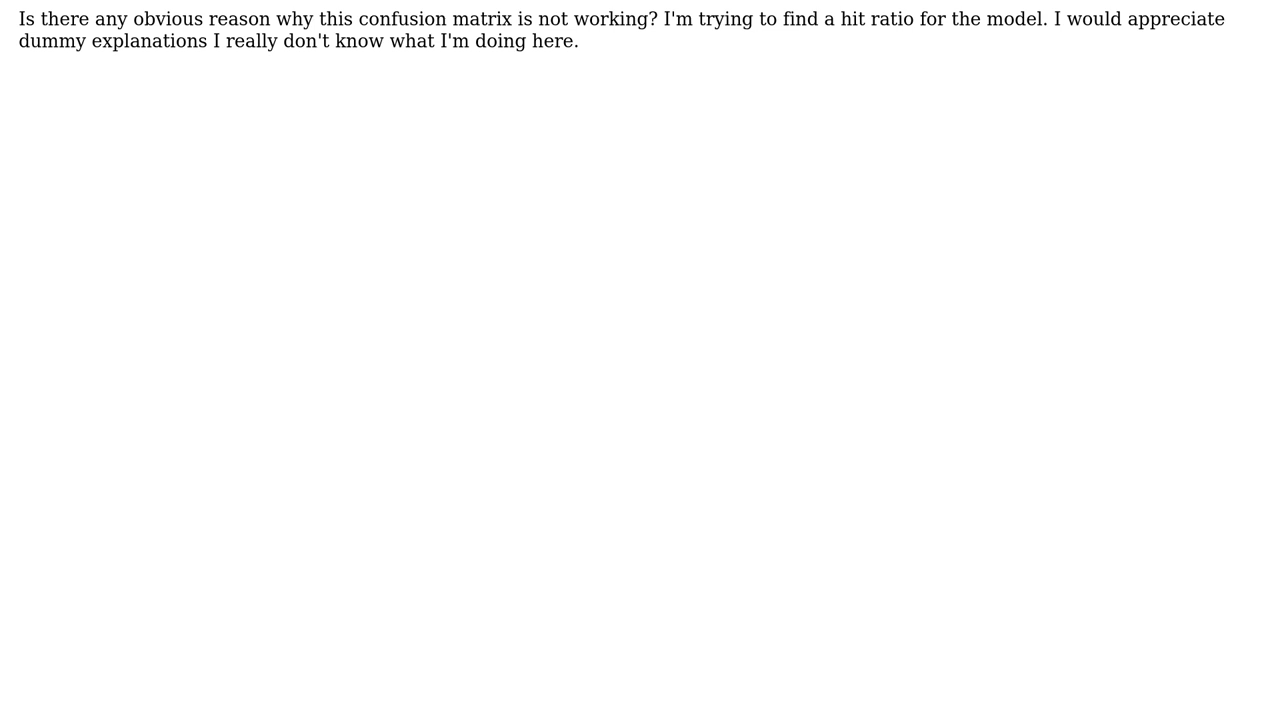 Is there any obvious reason why this confusion matrix is not working? I'm trying to find a hit ratio for the model. I would appreciate
dummy explanations I really don't know what I'm doing here.